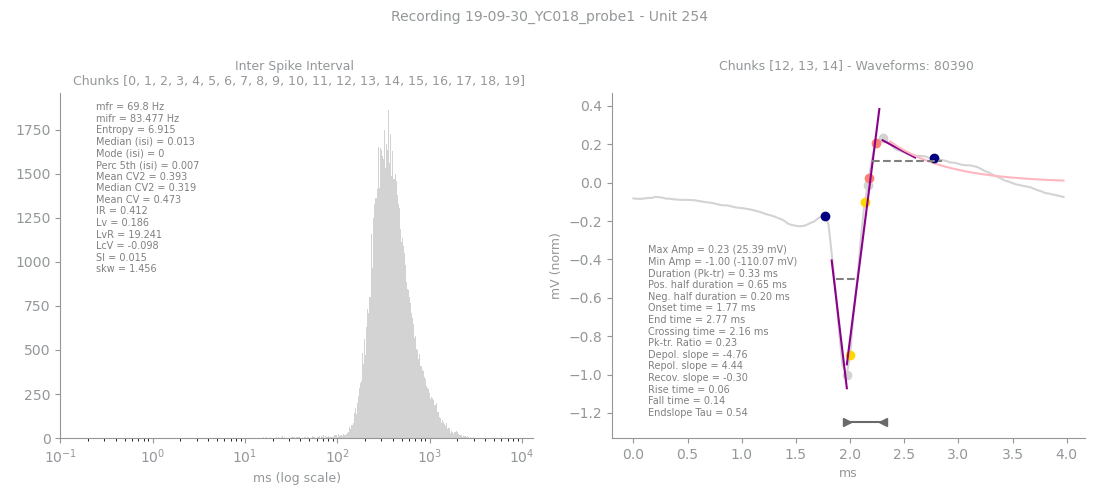 Recording 19-09-30_YC018_probe1 - Unit 254
Inter Spike Interval
Chunks [0, 1, 2, 3, 4, 5, 6, 7, 8, 9, 10, 11, 12, 13, 14, 15, 16, 17, 18, 19]
mfr = 69.8 Hz
mifr = 83.477 Hz
Entropy = 6.915
Median (isi) = 0.013
Mode (isi) = 0
Perc 5th (isi) = 0.007
Mean CV2 = 0.393
Median CV2 = 0.319
Mean CV = 0.473
IR = 0.412
Lv = 0.186
LvR = 19.241
LcV = -0.098
SI = 0.015
skw = 1.456
1750
1500
1250
1000
750
500
250
0
10⁻¹ 10⁰ 10¹ 10² 10³ 10⁴
ms (log scale)
Chunks [12, 13, 14] - Waveforms: 80390
mV (norm)
0.4
0.2
0.0
−0.2
−0.4
−0.6
−0.8
−1.0
−1.2
Max Amp = 0.23 (25.39 mV)
Min Amp = -1.00 (-110.07 mV)
Duration (Pk-tr) = 0.33 ms
Pos. half duration = 0.65 ms
Neg. half duration = 0.20 ms
Onset time = 1.77 ms
End time = 2.77 ms
Crossing time = 2.16 ms
Pk-tr. Ratio = 0.23
Depol. slope = -4.76
Repol. slope = 4.44
Recov. slope = -0.30
Rise time = 0.06
Fall time = 0.14
Endslope Tau = 0.54
0.0 0.5 1.0 1.5 2.0 2.5 3.0 3.5 4.0
ms